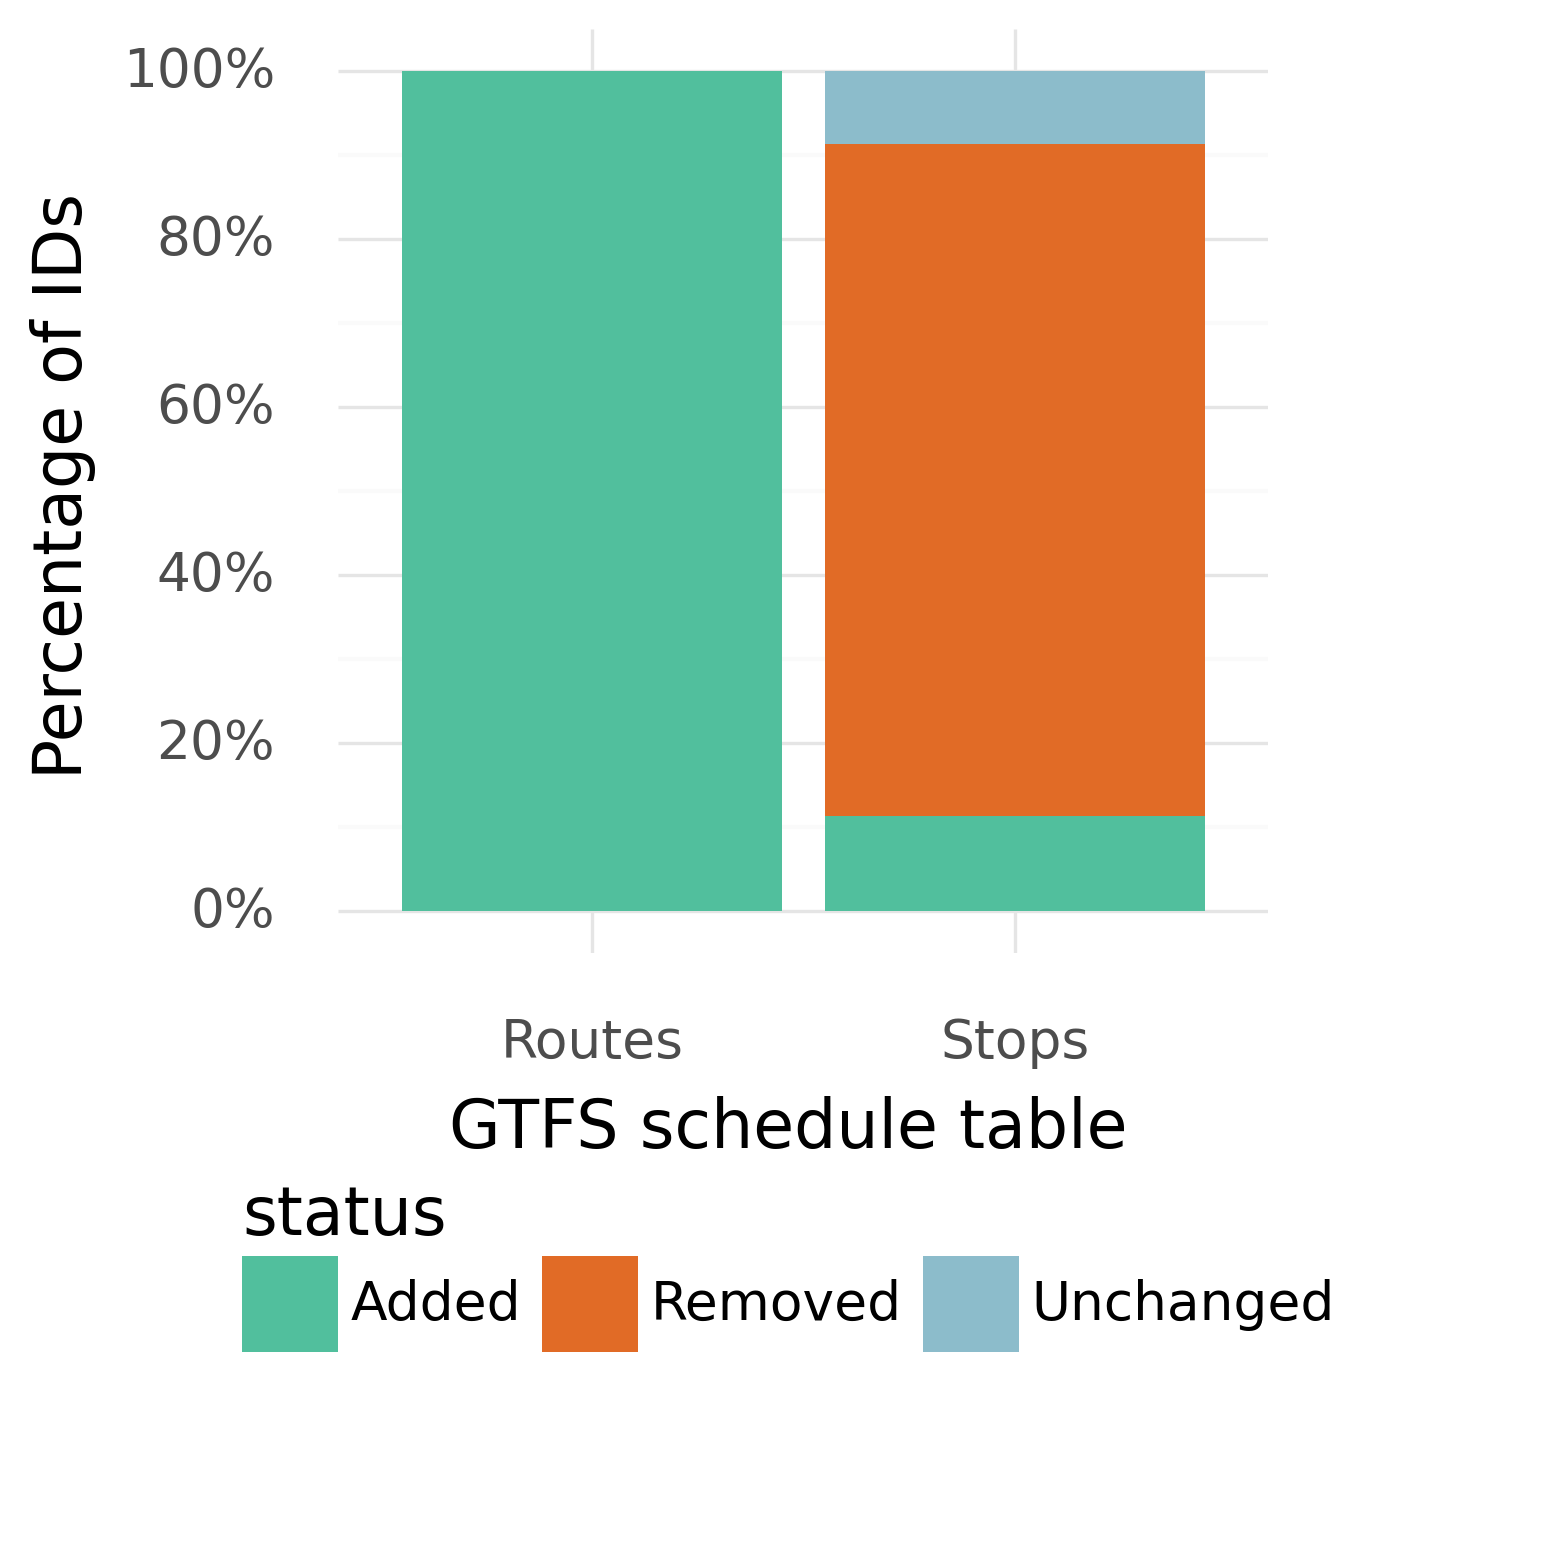 100%
80%
60%
40%
20%
0%
Percentage of IDs
Routes
Stops
GTFS schedule table
status
Added
Removed
Unchanged